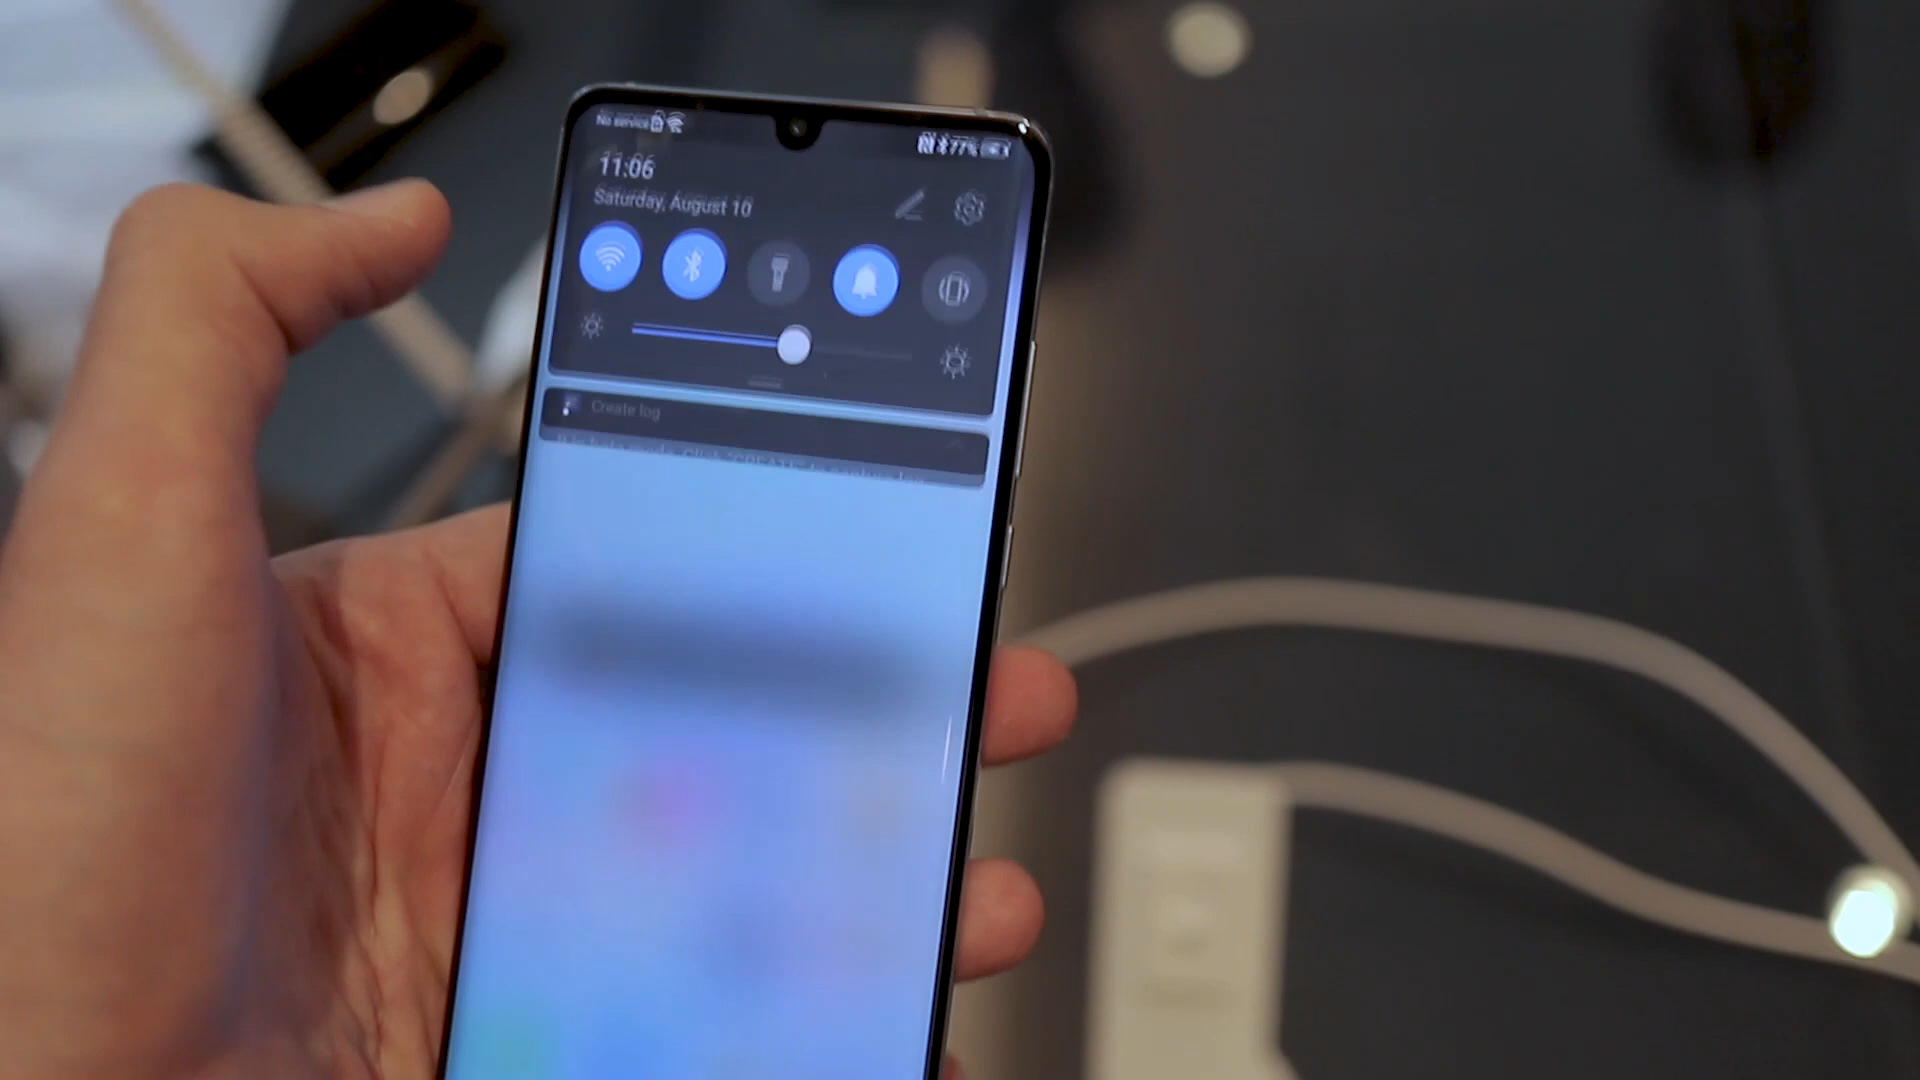 No service
77%
11:06
Saturday, August 10
Create log